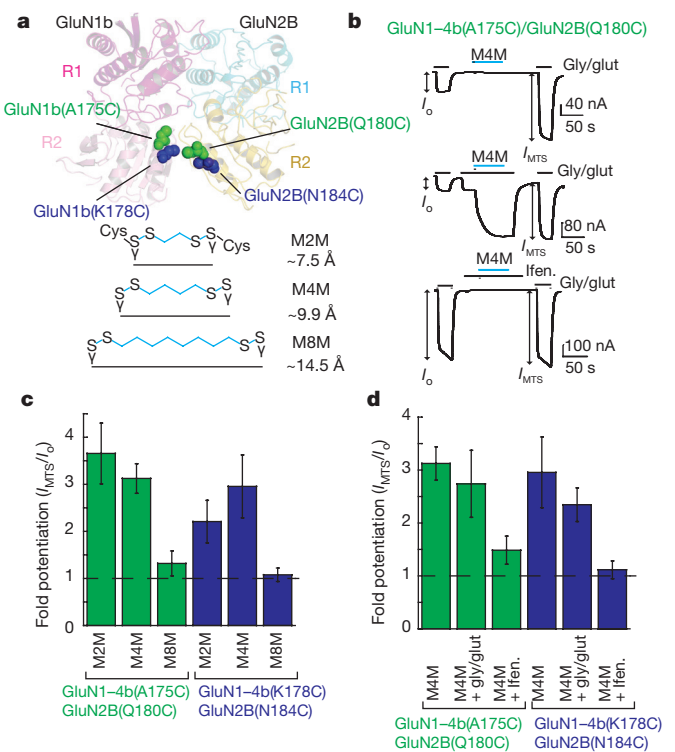 a
GluN1b
GluN2B
R1
R1
GluN1b(A175C)
GluN2B(Q180C)
R2
R2
GluN1b(K178C)
GluN2B(N184C)
Cys S S S S Cys
M2M
~7.5 Å
S S S S
M4M
~9.9 Å
S S S S
M8M
~14.5 Å
b
GluN1–4b(A175C)/GluN2B(Q180C)
M4M
Gly/glut
Io
IMTS
40 nA
50 s
M4M
Gly/glut
Io
IMTS
80 nA
50 s
M4M
Ifen.
Gly/glut
Io
IMTS
100 nA
50 s
c
Fold potentiation (IMTS/Io)
4
3
2
1
0
M2M
M4M
M8M
M2M
M4M
M8M
GluN1–4b(A175C)
GluN2B(Q180C)
GluN1–4b(K178C)
GluN2B(N184C)
d
Fold potentiation (IMTS/Io)
4
3
2
1
0
M4M
M4M
+ gly/glut
M4M
+ Ifen.
M4M
M4M
+ gly/glut
M4M
+ Ifen.
GluN1–4b(A175C)
GluN2B(Q180C)
GluN1–4b(K178C)
GluN2B(N184C)